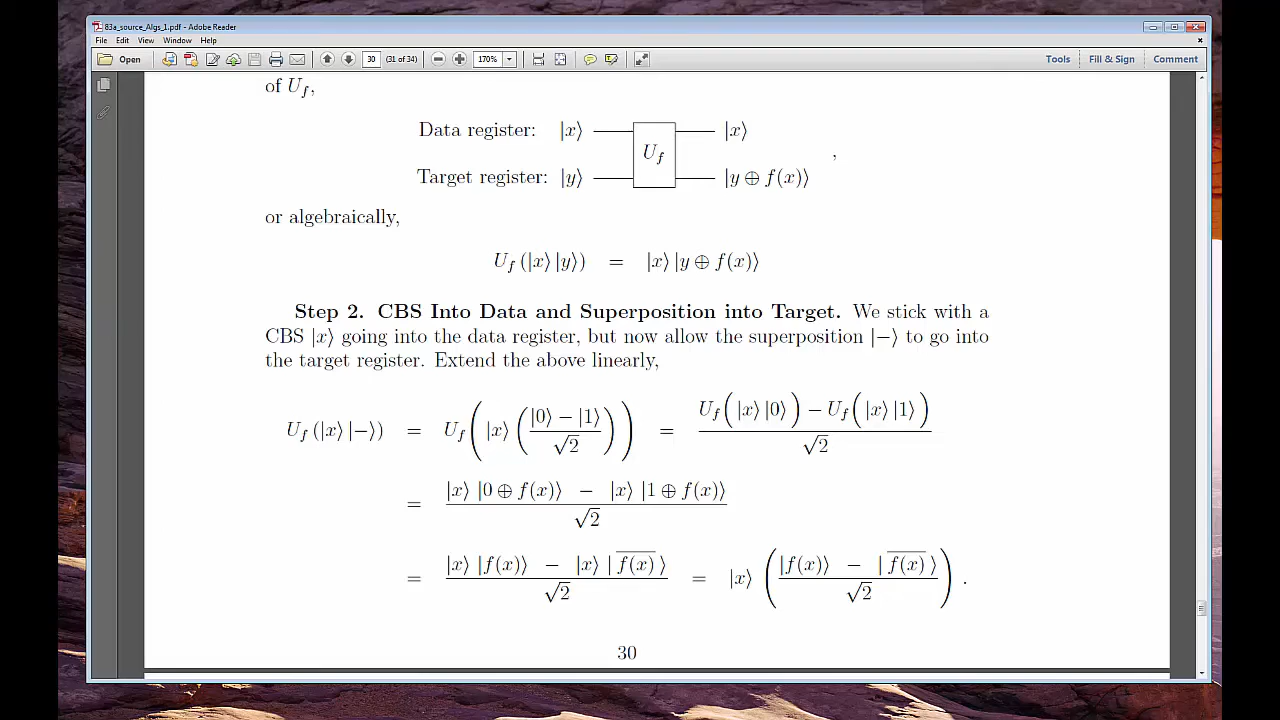 83a_source_Algs_1.pdf - Adobe Reader
File Edit View Window Help
Open 30 (31 of 34) 170% Tools Fill & Sign Comment
of U_f,
Data register: |x⟩ |x⟩
U_f ,
Target register: |y⟩ |y ⊕ f(x)⟩
or algebraically,
U_f (|x⟩ |y⟩) = |x⟩ |y ⊕ f(x)⟩
Step 2. CBS Into Data and Superposition into Target. We stick with a
CBS |x⟩ going into the data register, but now allow the superposition |−⟩ to go into
the target register. Extend the above linearly,
U_f (|x⟩ |−⟩) = U_f ( |x⟩ ( (|0⟩ − |1⟩) / √2 ) ) = ( U_f( |x⟩ |0⟩ ) − U_f( |x⟩ |1⟩ ) ) / √2
= ( |x⟩ |0 ⊕ f(x)⟩ − |x⟩ |1 ⊕ f(x)⟩ ) / √2
= ( |x⟩ |f(x)⟩ − |x⟩ | f(x)̅ ⟩ ) / √2 = |x⟩ ( ( |f(x)⟩ − | f(x)̅ ⟩ ) / √2 ) .
30